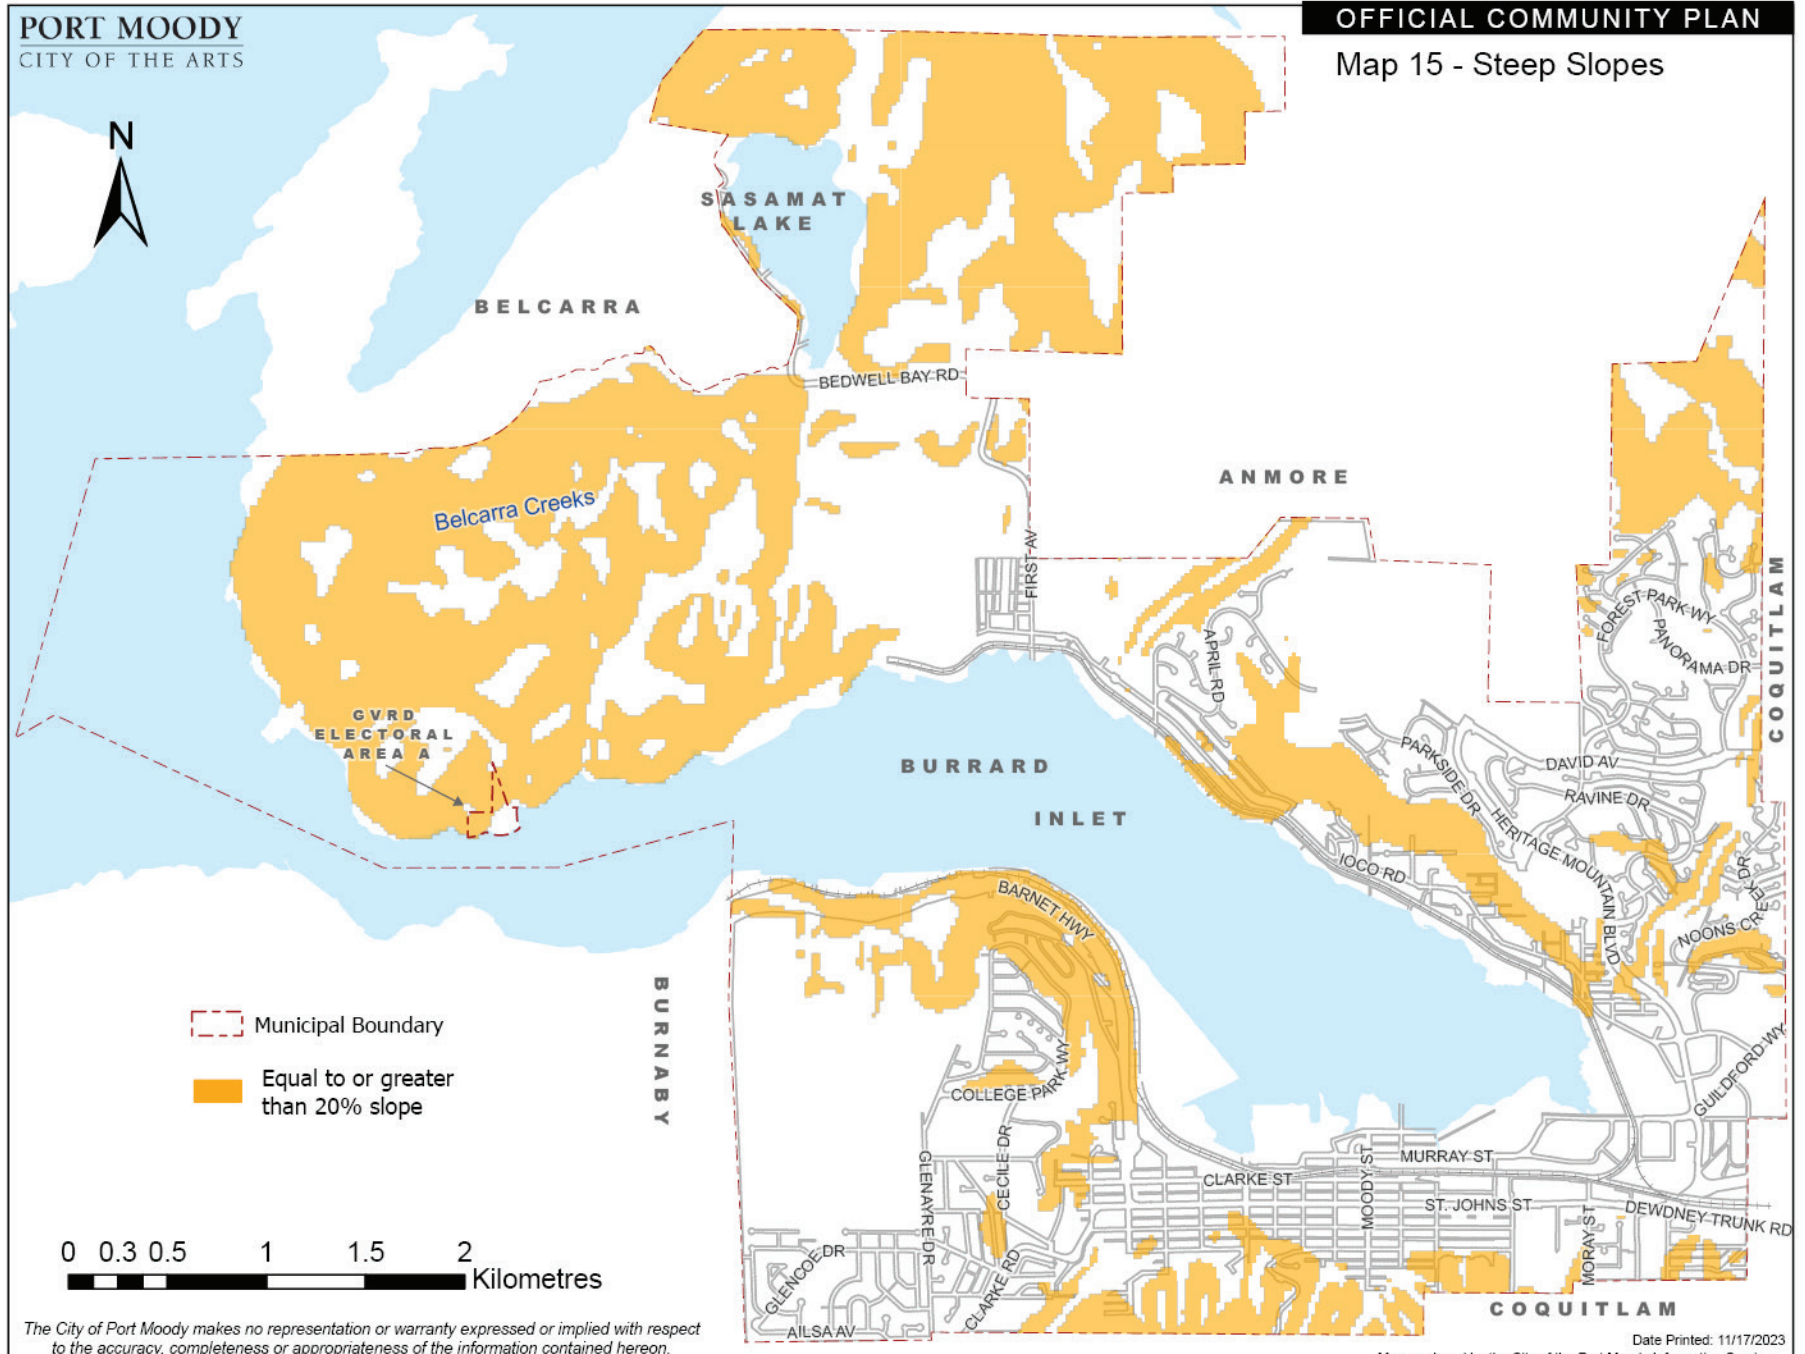 PORT MOODY
CITY OF THE ARTS
OFFICIAL COMMUNITY PLAN
Map 15 - Steep Slopes
N
SASAMAT
LAKE
BELCARRA
BEDWELL BAY RD
ANMORE
Belcarra Creeks
FIRST AV
COQUITLAM
FOREST PARK WY
PANORAMA DR
APRIL RD
GVRD
ELECTORAL
AREA A
BURRARD
INLET
PARKSIDE DR
DAVID AV
RAVINE DR
HERITAGE MOUNTAIN BLVD
IOCO RD
NOONS CREEK DR
BARNET HWY
BURNABY
Municipal Boundary
Equal to or greater
than 20% slope
COLLEGE PARK WY
GUILDFORD WY
CECILE DR
GLENAYRE DR
MURRAY ST
CLARKE ST
MOODY ST
ST. JOHNS ST
MORAY ST
DEWDNEY TRUNK RD
GLENCOE DR
CLARKE RD
AILSA AV
0 0.3 0.5 1 1.5 2
Kilometres
COQUITLAM
The City of Port Moody makes no representation or warranty expressed or implied with respect
to the accuracy, completeness or appropriateness of the information contained hereon.
Date Printed: 11/17/2023